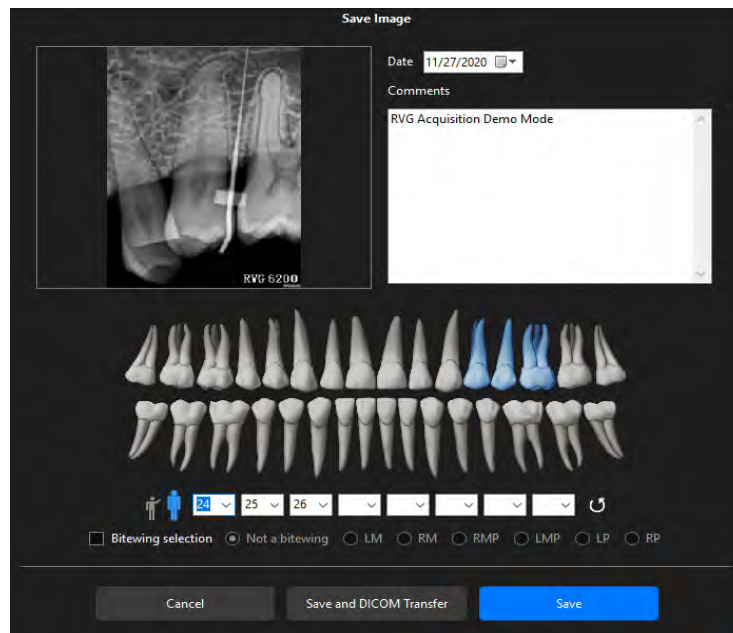 Save Image
Date 11/27/2020
Comments
RVG Acquisition Demo Mode
RVG 6200
24 25 26
Bitewing selection Not a bitewing LM RM RMP LMP LP RP
Cancel Save and DICOM Transfer Save